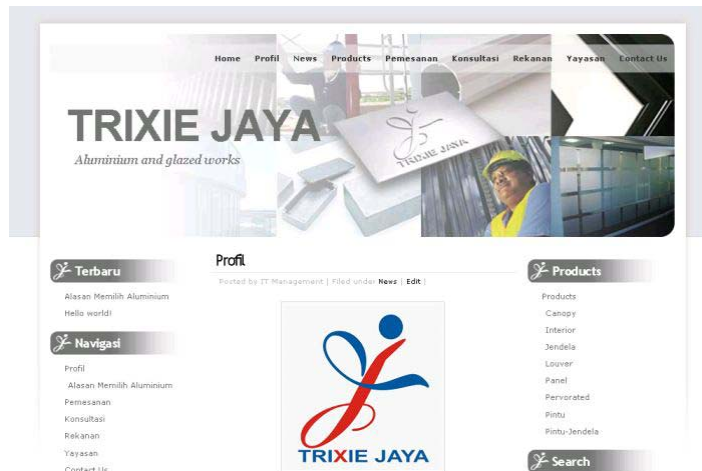 Home Profil News Products Pemesanan Konsultasi Rekanan Yayasan Contact Us
TRIXIE JAYA
Aluminium and glazed works
TRIXIE JAYA
Terbaru
Alasan Memilih Aluminium
Hello world!
Navigasi
Profil
Alasan Memilih Aluminium
Pemesanan
Konsultasi
Rekanan
Yayasan
Contact Us
Profil
Posted by IT Management | Filed under News | Edit |
TRIXIE JAYA
Products
Products
Canopy
Interior
Jendela
Louver
Panel
Pervorated
Pintu
Pintu-Jendela
Search